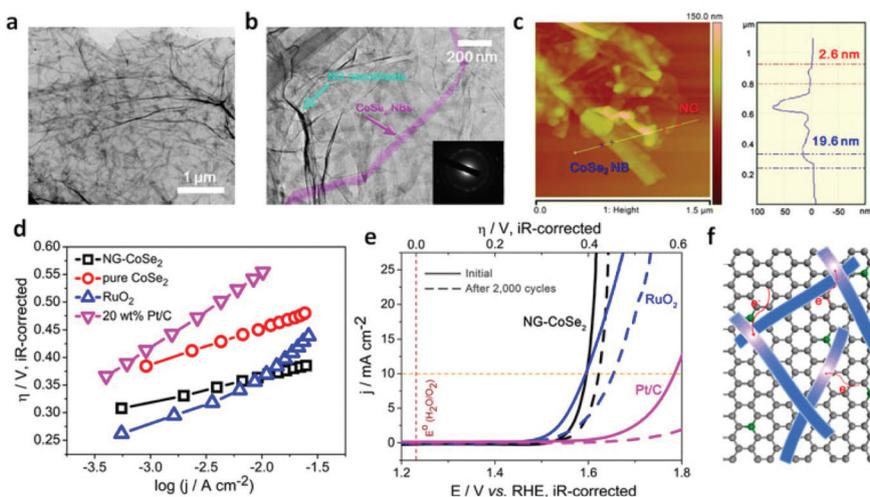 a
1 μm
b
200 nm
NG nanosheets
CoSe₂ NBs
c
150.0 nm
NG
CoSe₂ NB
0.0 1: Height 1.5 μm
μm
1.0
0.8
0.6
0.4
0.2
100 50 0 -50
nm
2.6 nm
19.6 nm
d
η / V, iR-corrected
0.60
0.55
0.50
0.45
0.40
0.35
0.30
0.25
NG-CoSe₂
pure CoSe₂
RuO₂
20 wt% Pt/C
-3.5 -3.0 -2.5 -2.0 -1.5
log (j / A cm⁻²)
e
η / V, iR-corrected
0.0 0.2 0.4 0.6
j / mA cm⁻²
25
20
15
10
5
0
Initial
After 2,000 cycles
NG-CoSe₂
RuO₂
Pt/C
E⁰ (H₂O/O₂)
1.2 1.4 1.6 1.8
E / V vs. RHE, iR-corrected
f
e⁻
e⁻
e⁻